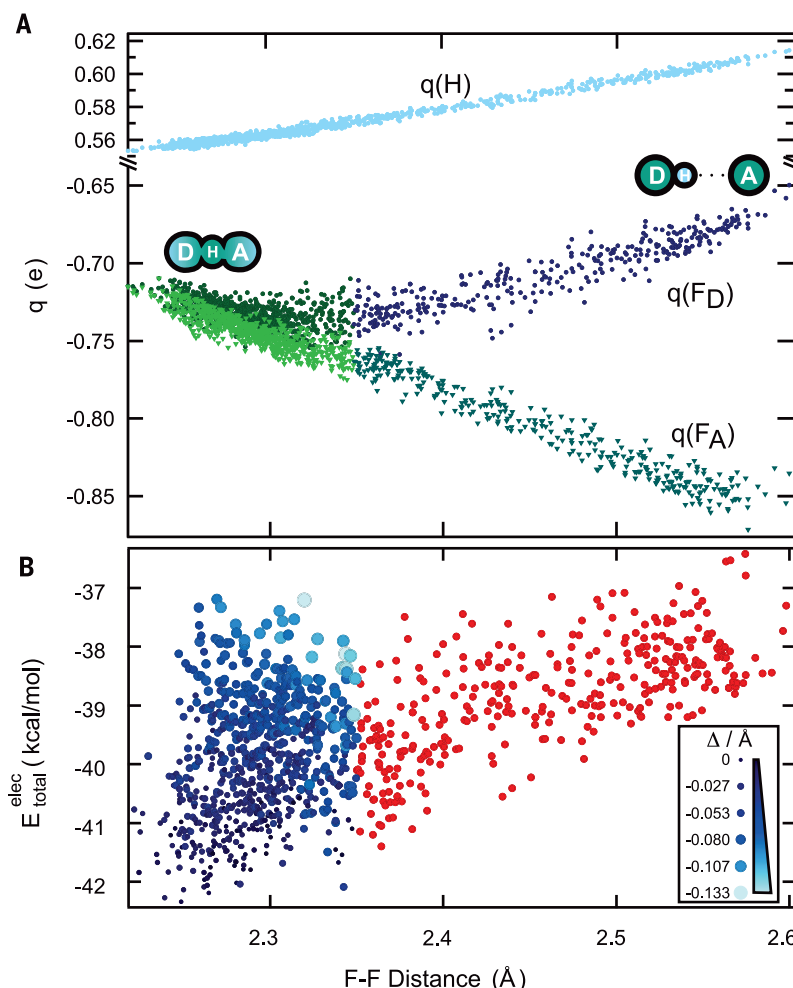 A
0.62
0.60
q(H)
0.58
0.56
-0.65
D H A
D H A
-0.70
q (e)
q(F_D)
-0.75
-0.80
q(F_A)
-0.85
B
-37
-38
-39
-40
-41
-42
E^elec_total ( kcal/mol)
Δ / Å
0
-0.027
-0.053
-0.080
-0.107
-0.133
2.3 2.4 2.5 2.6
F-F Distance (Å)